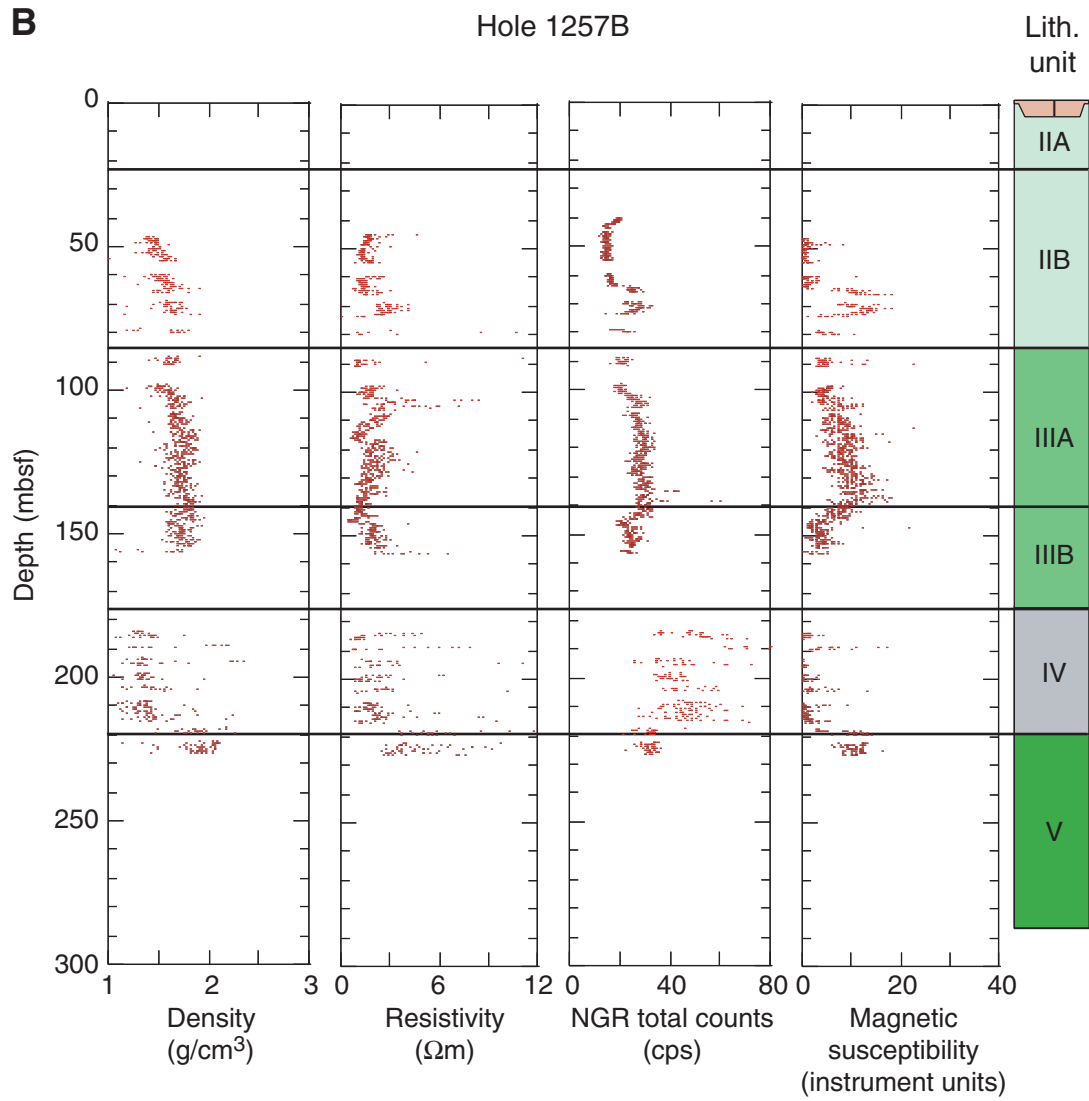 B
Hole 1257B
Lith.
unit
0
50
100
150
200
250
300
Depth (mbsf)
IIA
IIB
IIIA
IIIB
IV
V
1 2 3
0 6 12
0 40 80
0 20 40
Density
(g/cm³)
Resistivity
(Ωm)
NGR total counts
(cps)
Magnetic
susceptibility
(instrument units)